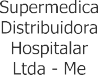 Supermedica
Distribuidora
Hospitalar
Ltda - Me